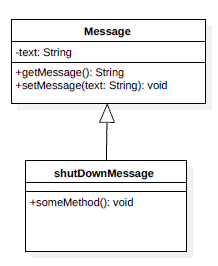 Message
-text: String
+getMessage(): String
+setMessage(text: String): void
shutDownMessage
+someMethod(): void